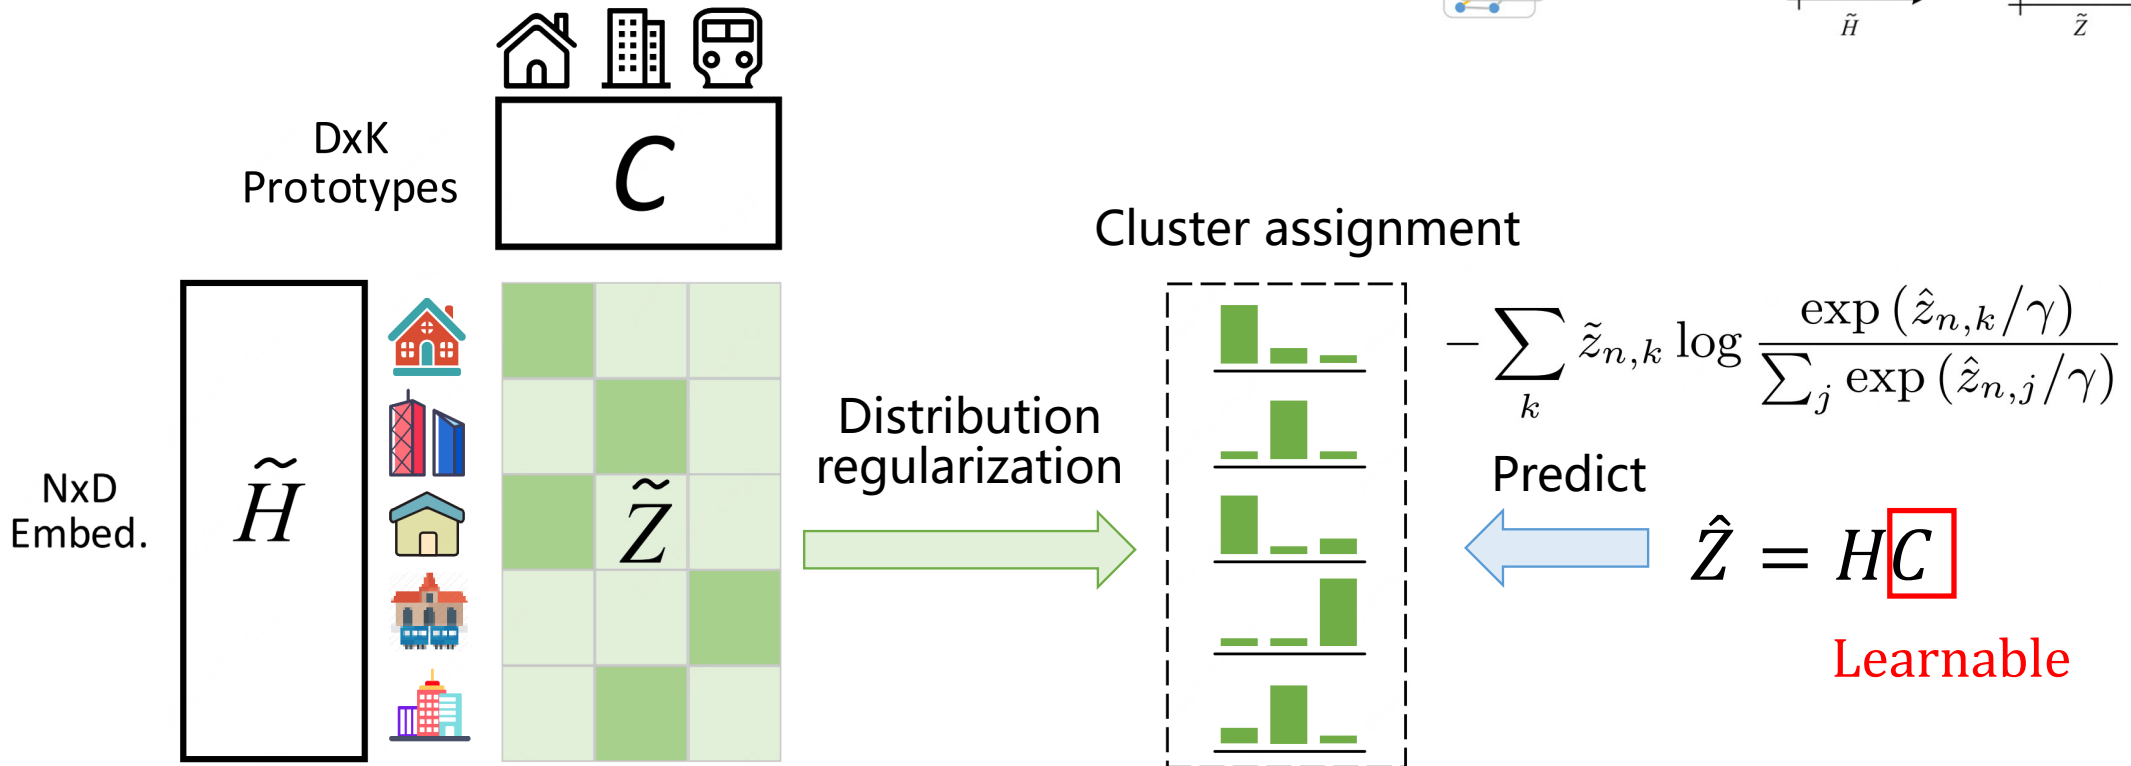 H̃
Z̃
DxK
Prototypes
C
Cluster assignment
NxD
Embed.
H̃
Z̃
Distribution
regularization
− ∑_k z̃_{n,k} log exp (ẑ_{n,k}/γ) / ∑_j exp (ẑ_{n,j}/γ)
Predict
Ẑ = HC
Learnable